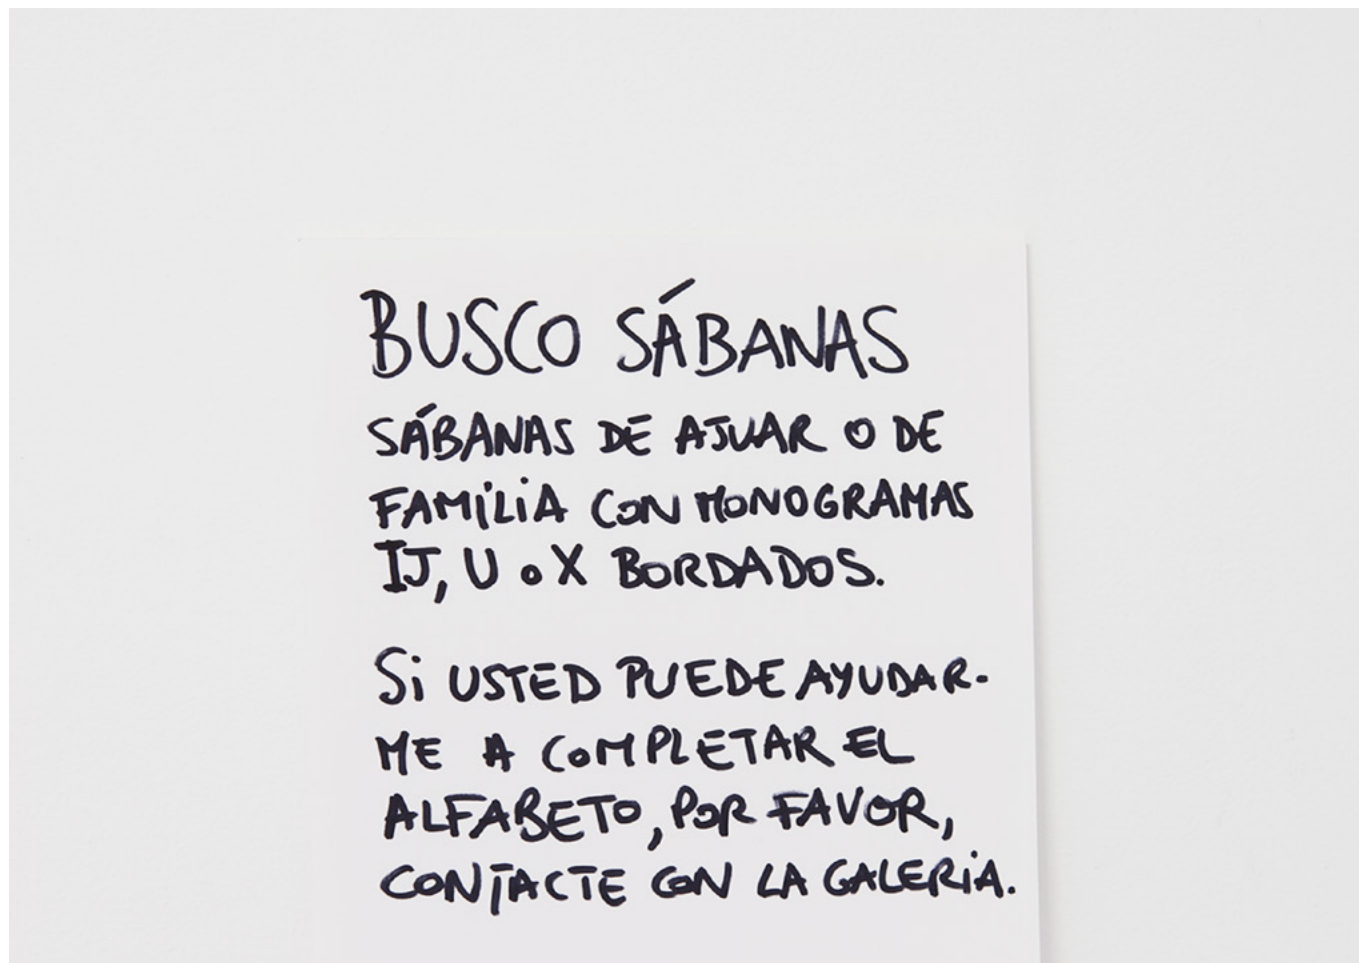 BUSCO SÁBANAS
SÁBANAS DE AJUAR O DE
FAMILIA CON MONOGRAMAS
IJ, U o X BORDADOS.
Si USTED PUEDE AYUDAR-
ME A COMPLETAR EL
ALFABETO, POR FAVOR,
CONTACTE CON LA GALERiA.